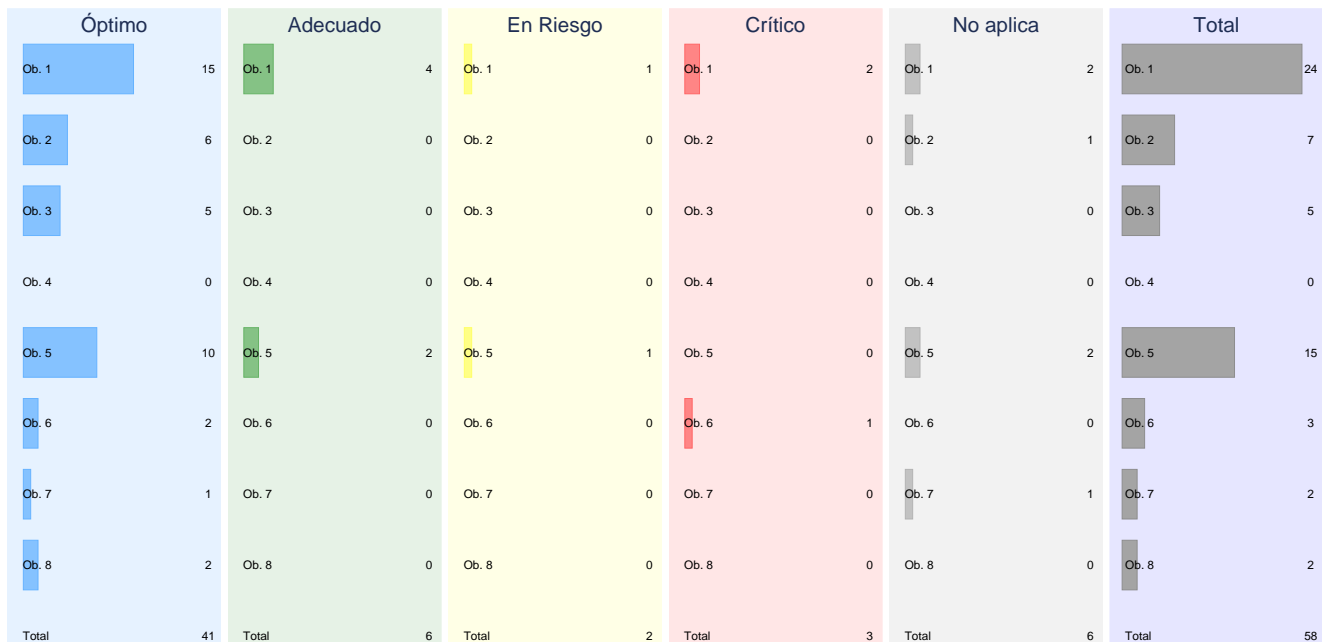 Óptimo Adecuado En Riesgo Crítico No aplica Total
Ob. 1 15 Ob. 1 4 Ob. 1 1 Ob. 1 2 Ob. 1 2 Ob. 1 24
Ob. 2 6 Ob. 2 0 Ob. 2 0 Ob. 2 0 Ob. 2 1 Ob. 2 7
Ob. 3 5 Ob. 3 0 Ob. 3 0 Ob. 3 0 Ob. 3 0 Ob. 3 5
Ob. 4 0 Ob. 4 0 Ob. 4 0 Ob. 4 0 Ob. 4 0 Ob. 4 0
Ob. 5 10 Ob. 5 2 Ob. 5 1 Ob. 5 0 Ob. 5 2 Ob. 5 15
Ob. 6 2 Ob. 6 0 Ob. 6 0 Ob. 6 1 Ob. 6 0 Ob. 6 3
Ob. 7 1 Ob. 7 0 Ob. 7 0 Ob. 7 0 Ob. 7 1 Ob. 7 2
Ob. 8 2 Ob. 8 0 Ob. 8 0 Ob. 8 0 Ob. 8 0 Ob. 8 2
Total 41 Total 6 Total 2 Total 3 Total 6 Total 58